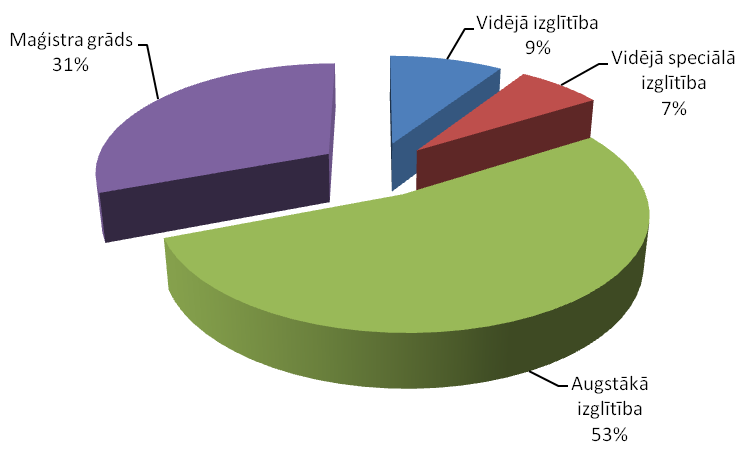 Maģistra grāds
31%
Vidējā izglītība
9%
Vidējā speciālā
izglītība
7%
Augstākā
izglītība
53%